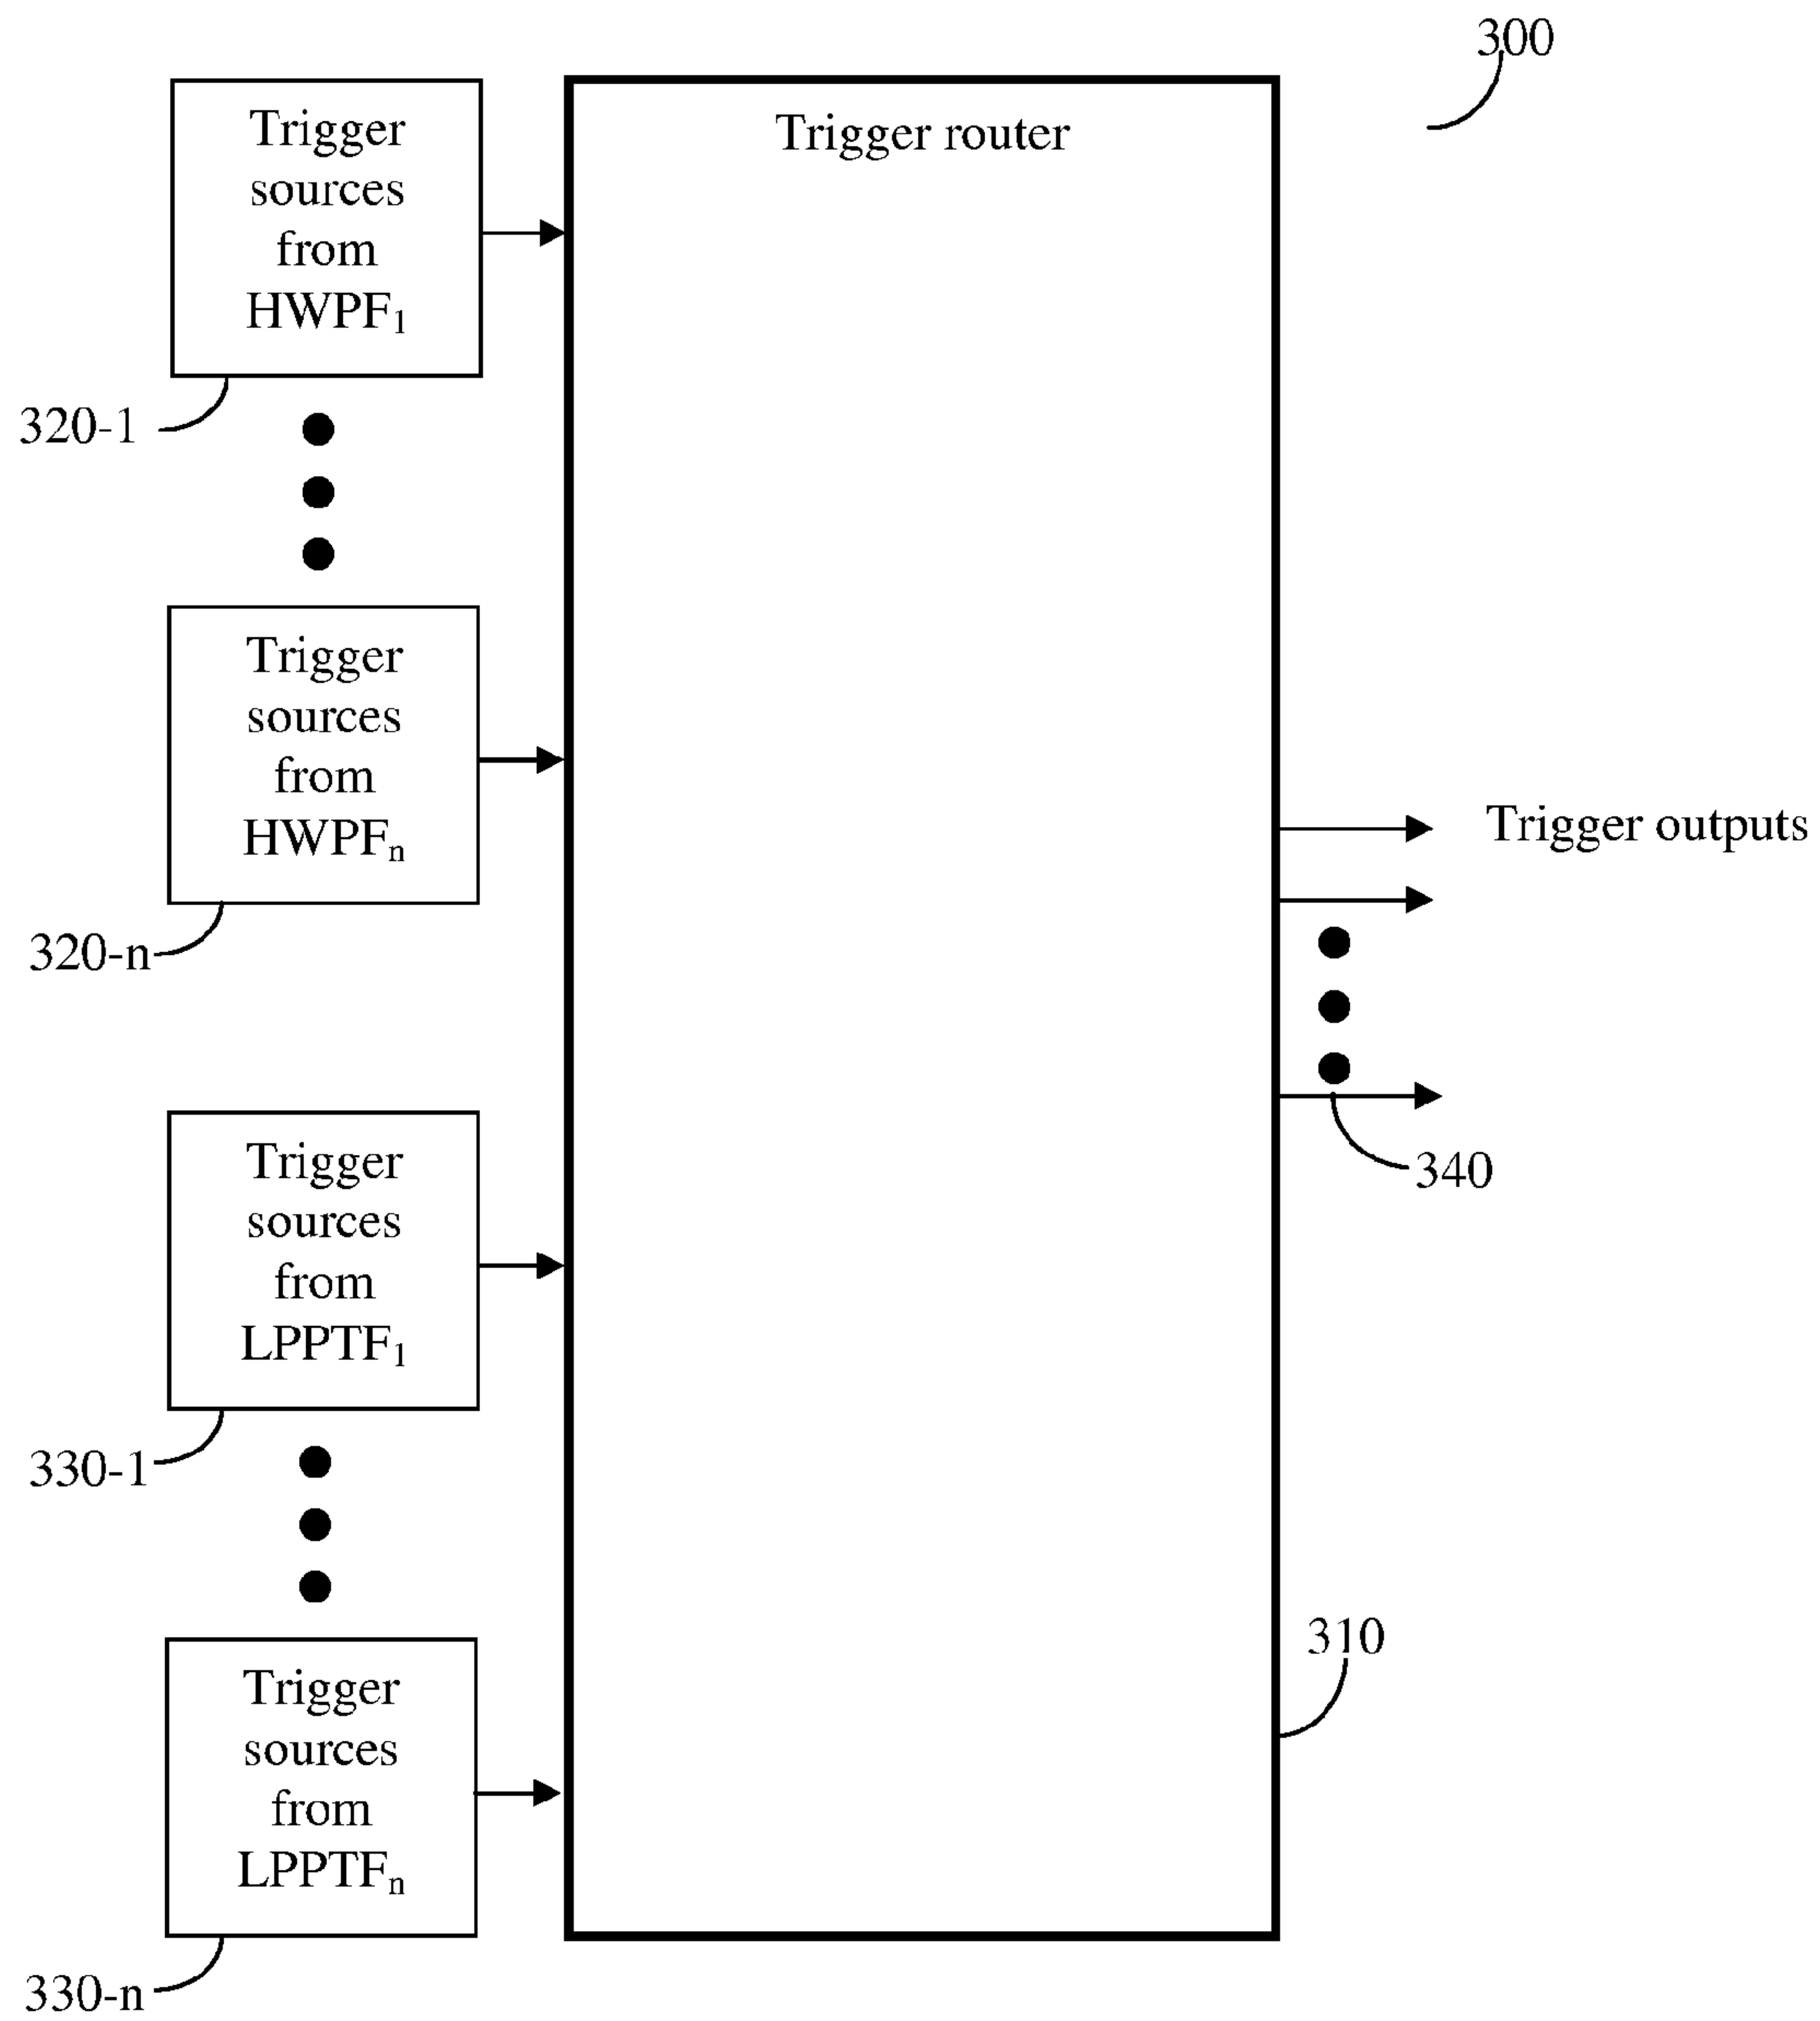 300
Trigger
sources
from
HWPF₁
320-1
Trigger router
Trigger
sources
from
HWPFₙ
320-n
Trigger outputs
340
Trigger
sources
from
LPPTF₁
330-1
310
Trigger
sources
from
LPPTFₙ
330-n